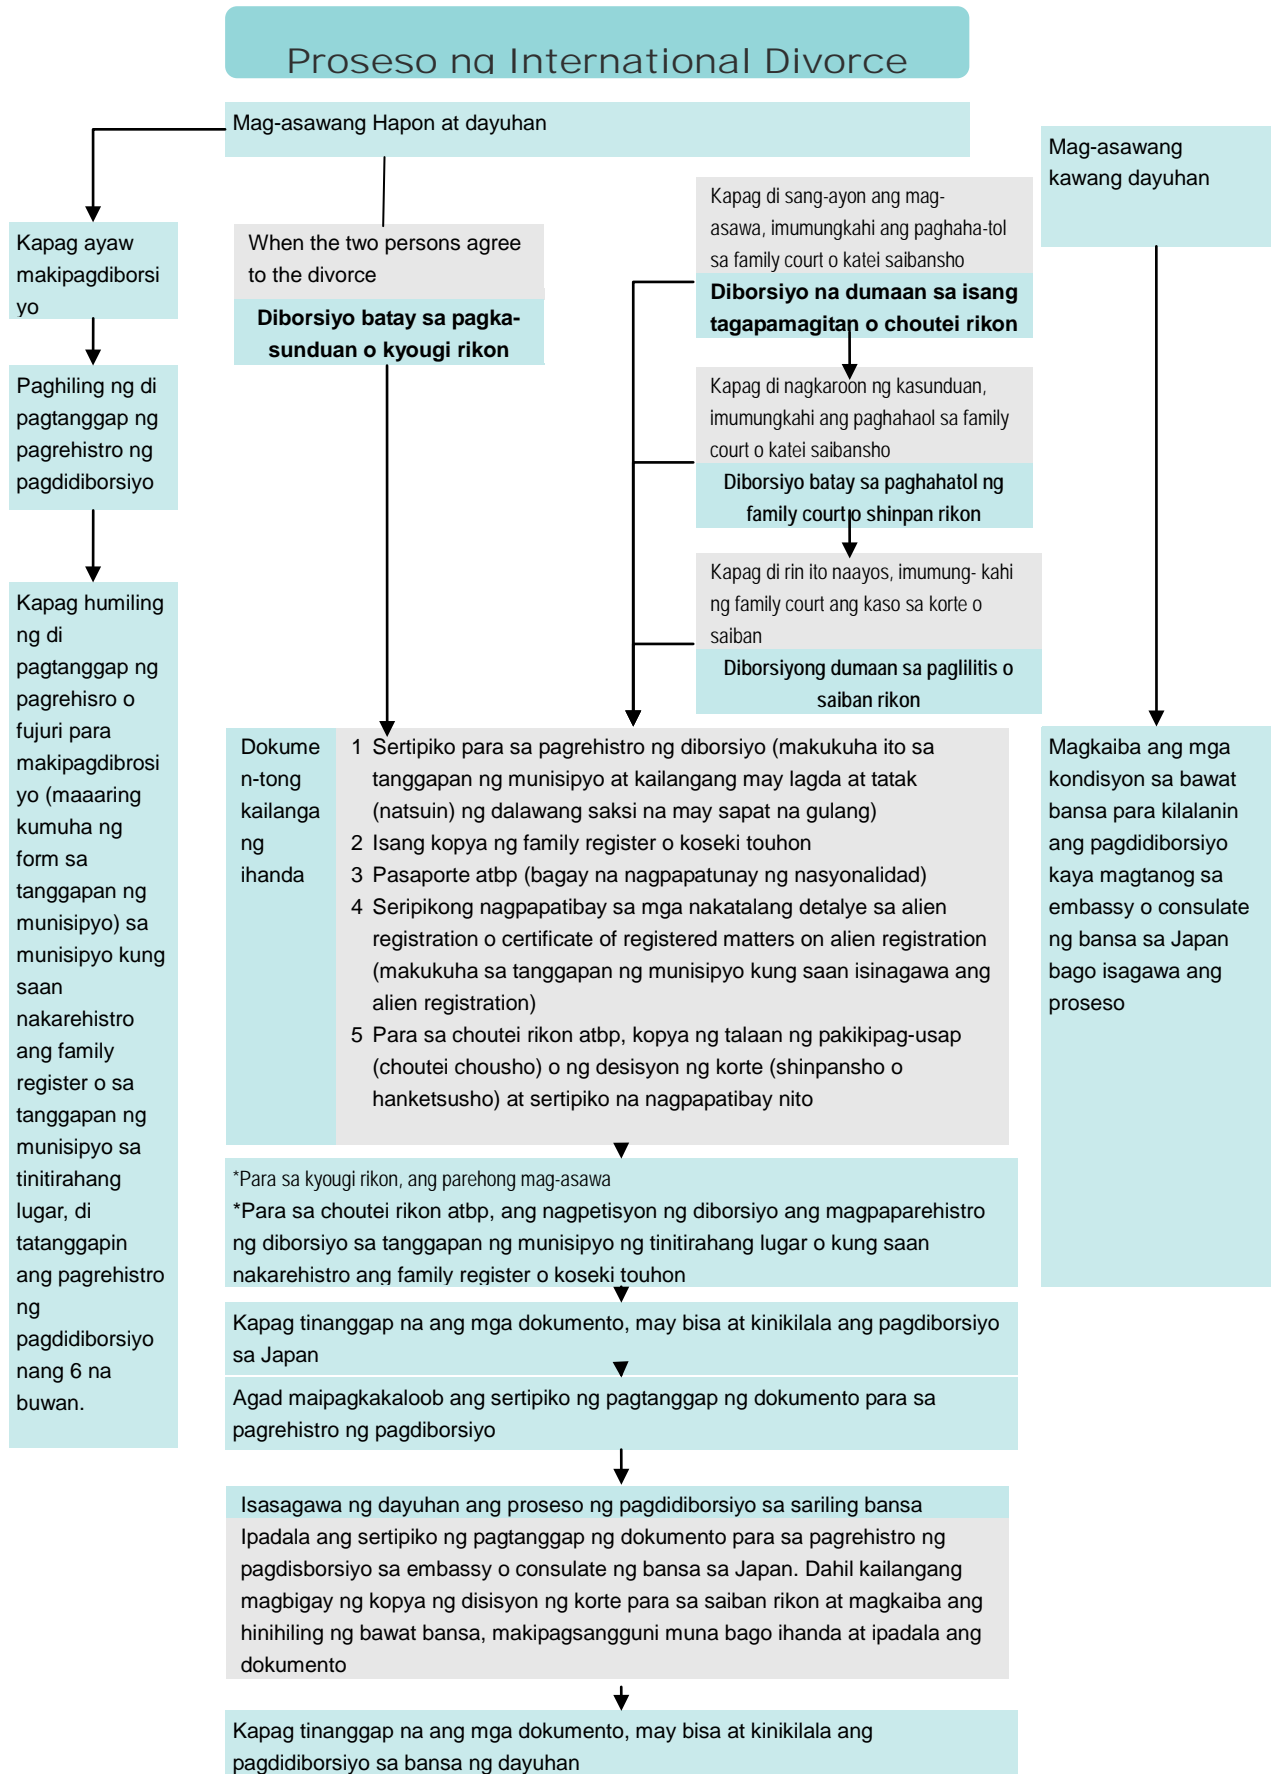 Proseso ng International Divorce
Mag-asawang Hapon at dayuhan
Kapag ayaw
makipagdiborsi
yo
Paghiling ng di
pagtanggap ng
pagrehistro ng
pagdidiborsiyo
Kapag humiling
ng di
pagtanggap ng
pagrehisro o
fujuri para
makipagdibrosi
yo (maaaring
kumuha ng
form sa
tanggapan ng
munisipyo) sa
munisipyo kung
saan
nakarehistro
ang family
register o sa
tanggapan ng
munisipyo sa
tinitirahang
lugar, di
tatanggapin
ang pagrehistro
ng
pagdidiborsiyo
nang 6 na
buwan.
When the two persons agree
to the divorce
Diborsiyo batay sa pagka-
sunduan o kyougi rikon
Kapag di sang-ayon ang mag-
asawa, imumungkahi ang paghaha-tol
sa family court o katei saibansho
Diborsiyo na dumaan sa isang
tagapamagitan o choutei rikon
Kapag di nagkaroon ng kasunduan,
imumungkahi ang paghahaol sa family
court o katei saibansho
Diborsiyo batay sa paghahatol ng
family court o shinpan rikon
Kapag di rin ito naayos, imumung- kahi
ng family court ang kaso sa korte o
saiban
Diborsiyong dumaan sa paglilitis o
saiban rikon
Mag-asawang
kawang dayuhan
Magkaiba ang mga
kondisyon sa bawat
bansa para kilalanin
ang pagdidiborsiyo
kaya magtanog sa
embassy o consulate
ng bansa sa Japan
bago isagawa ang
proseso
Dokume
n-tong
kailanga
ng
ihanda
1 Sertipiko para sa pagrehistro ng diborsiyo (makukuha ito sa
tanggapan ng munisipyo at kailangang may lagda at tatak
(natsuin) ng dalawang saksi na may sapat na gulang)
2 Isang kopya ng family register o koseki touhon
3 Pasaporte atbp (bagay na nagpapatunay ng nasyonalidad)
4 Seripikong nagpapatibay sa mga nakatalang detalye sa alien
registration o certificate of registered matters on alien registration
(makukuha sa tanggapan ng munisipyo kung saan isinagawa ang
alien registration)
5 Para sa choutei rikon atbp, kopya ng talaan ng pakikipag-usap
(choutei chousho) o ng desisyon ng korte (shinpansho o
hanketsusho) at sertipiko na nagpapatibay nito
*Para sa kyougi rikon, ang parehong mag-asawa
*Para sa choutei rikon atbp, ang nagpetisyon ng diborsiyo ang magpaparehistro
ng diborsiyo sa tanggapan ng munisipyo ng tinitirahang lugar o kung saan
nakarehistro ang family register o koseki touhon
Kapag tinanggap na ang mga dokumento, may bisa at kinikilala ang pagdiborsiyo
sa Japan
Agad maipagkakaloob ang sertipiko ng pagtanggap ng dokumento para sa
pagrehistro ng pagdiborsiyo
Isasagawa ng dayuhan ang proseso ng pagdidiborsiyo sa sariling bansa
Ipadala ang sertipiko ng pagtanggap ng dokumento para sa pagrehistro ng
pagdisborsiyo sa embassy o consulate ng bansa sa Japan. Dahil kailangang
magbigay ng kopya ng disisyon ng korte para sa saiban rikon at magkaiba ang
hinihiling ng bawat bansa, makipagsangguni muna bago ihanda at ipadala ang
dokumento
Kapag tinanggap na ang mga dokumento, may bisa at kinikilala ang
pagdidiborsiyo sa bansa ng dayuhan